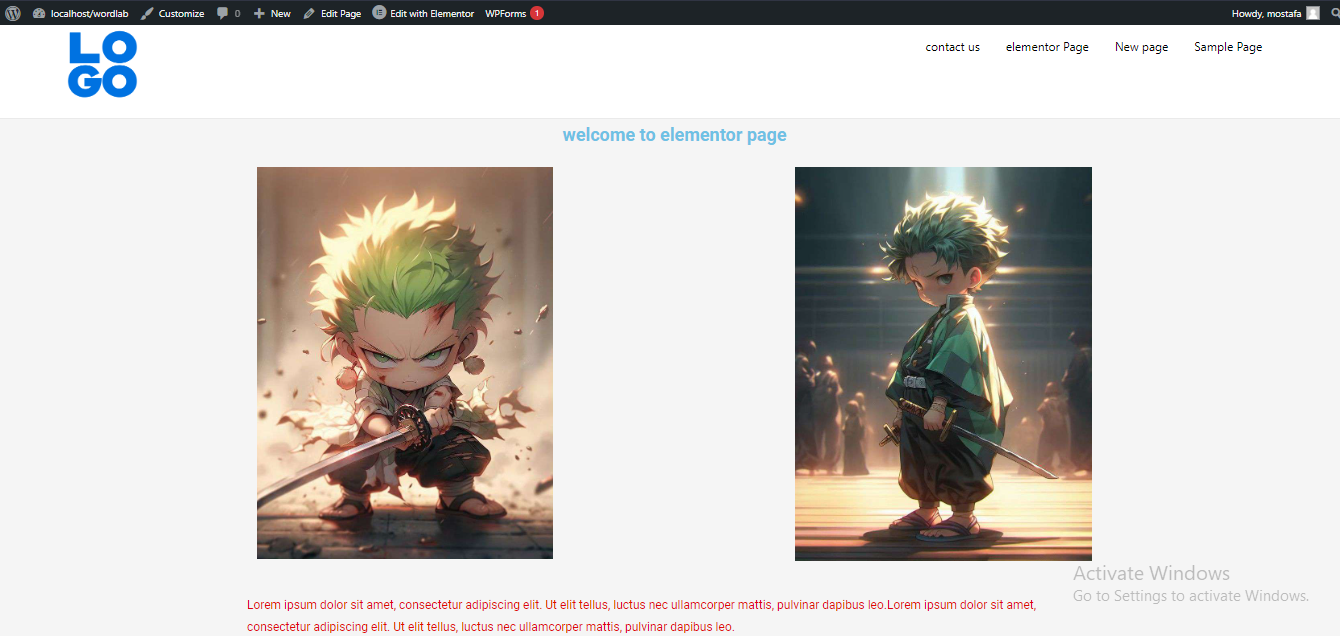 localhost/wordlab Customize 0 New Edit Page Edit with Elementor WPForms 1 Howdy, mostafa
LO
GO
contact us elementor Page New page Sample Page
welcome to elementor page
Activate Windows
Go to Settings to activate Windows.
Lorem ipsum dolor sit amet, consectetur adipiscing elit. Ut elit tellus, luctus nec ullamcorper mattis, pulvinar dapibus leo.Lorem ipsum dolor sit amet,
consectetur adipiscing elit. Ut elit tellus, luctus nec ullamcorper mattis, pulvinar dapibus leo.